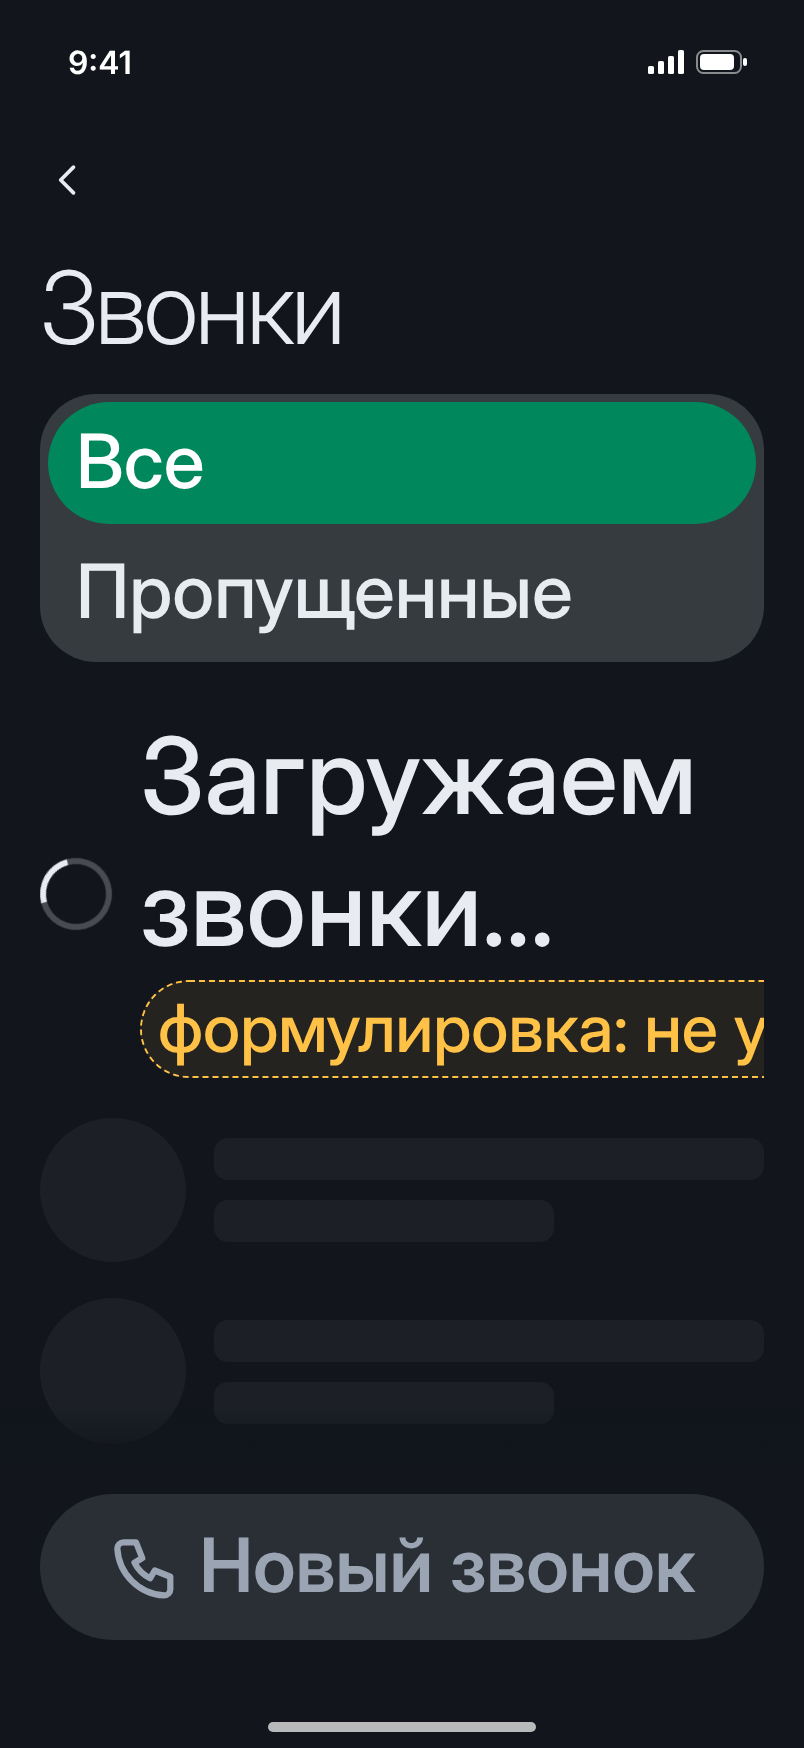 9:41
Звонки
Все
Пропущенные
Загружаем
звонки...
формулировка: не у
Новый звонок